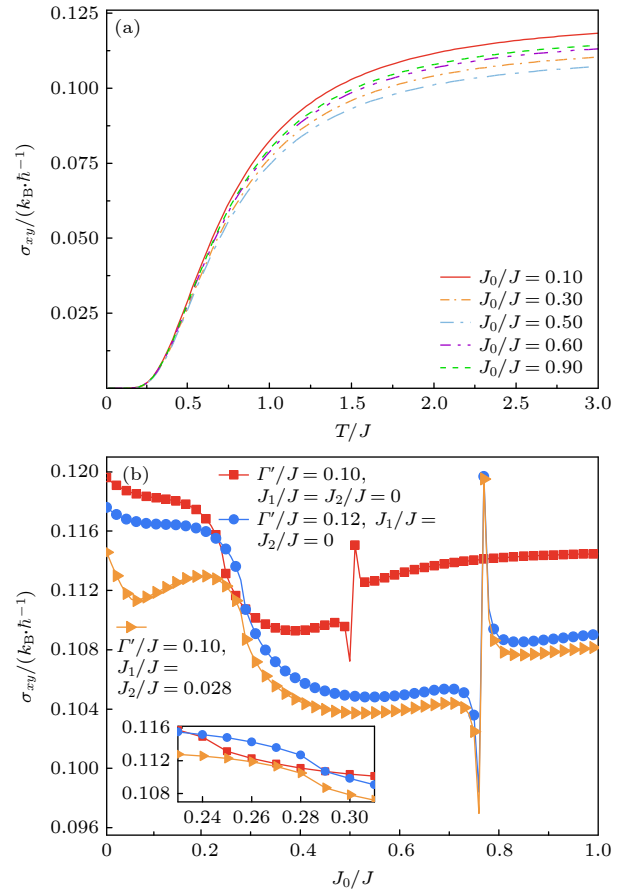 (a)
0.125
0.100
0.075
0.050
0.025
σxy/(kB·ħ⁻¹)
J0/J = 0.10
J0/J = 0.30
J0/J = 0.50
J0/J = 0.60
J0/J = 0.90
0 0.5 1.0 1.5 2.0 2.5 3.0
T/J
(b)
0.120
0.116
0.112
0.108
0.104
0.100
0.096
σxy/(kB·ħ⁻¹)
Γ′/J = 0.10,
J1/J = J2/J = 0
Γ′/J = 0.12, J1/J =
J2/J = 0
Γ′/J = 0.10,
J1/J =
J2/J = 0.028
0.116
0.112
0.108
0.24 0.26 0.28 0.30
0 0.2 0.4 0.6 0.8 1.0
J0/J